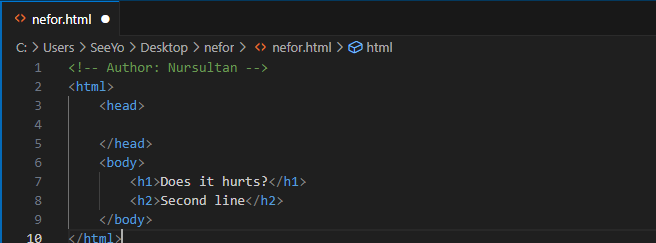 nefor.html
C: > Users > SeeYo > Desktop > nefor > nefor.html > html
1 <!-- Author: Nursultan -->
2 <html>
3 <head>
4
5 </head>
6 <body>
7 <h1>Does it hurts?</h1>
8 <h2>Second line</h2>
9 </body>
10 </html>